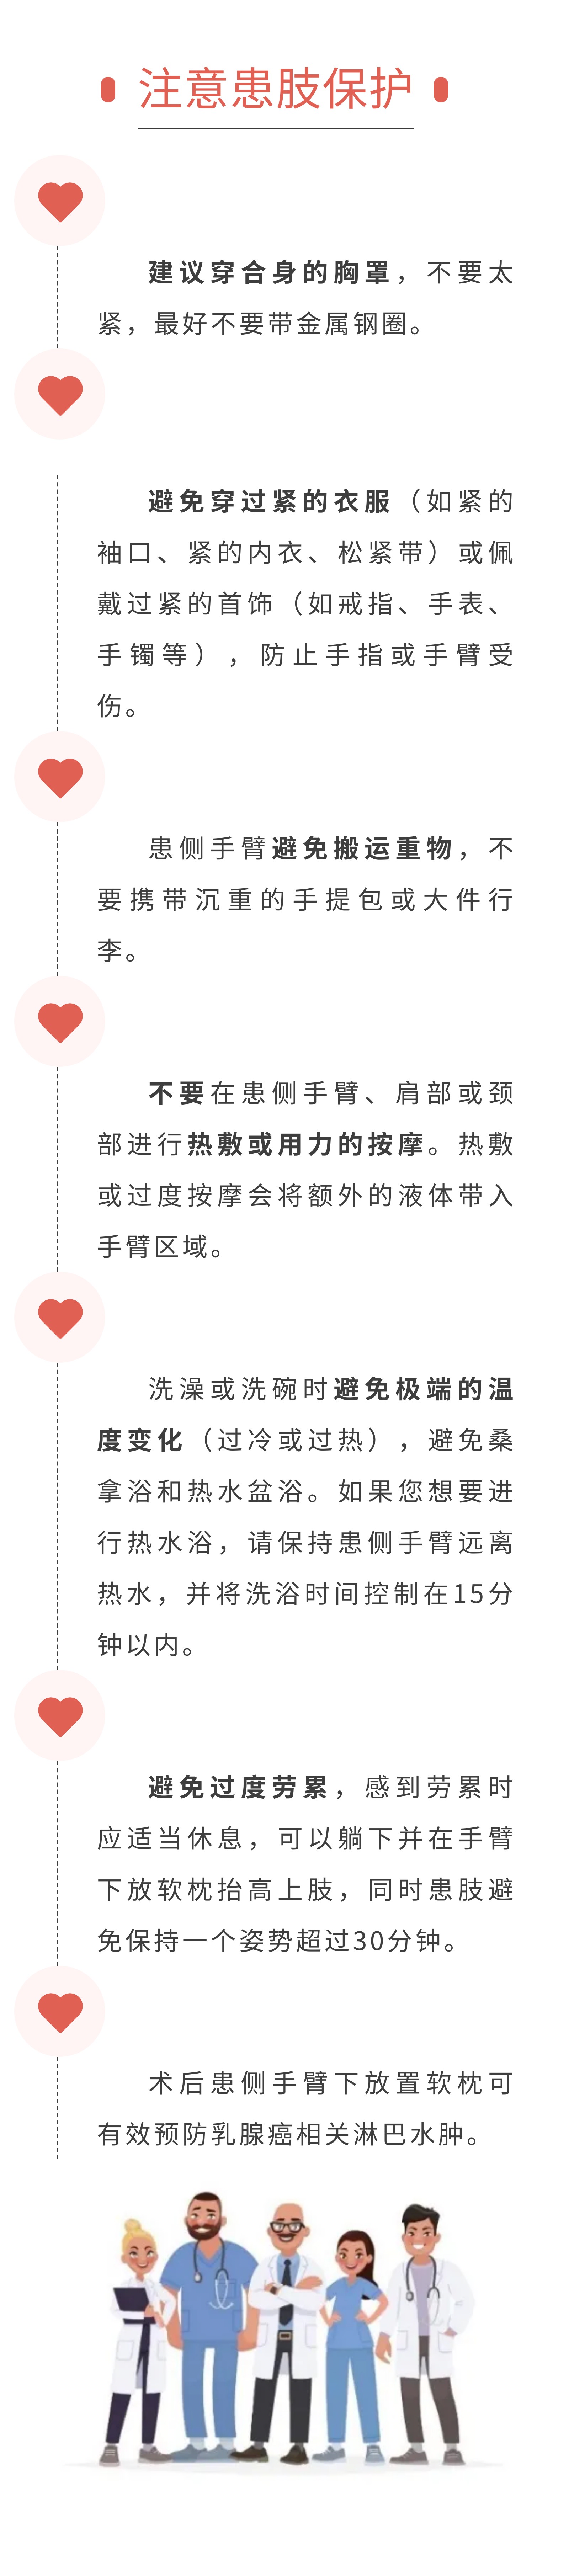 注意患肢保护
建议穿合身的胸罩，不要太
紧，最好不要带金属钢圈。
避免穿过紧的衣服（如紧的
袖口、紧的内衣、松紧带）或佩
戴过紧的首饰（如戒指、手表、
手镯等），防止手指或手臂受
伤。
患侧手臂避免搬运重物，不
要携带沉重的手提包或大件行
李。
不要在患侧手臂、肩部或颈
部进行热敷或用力的按摩。热敷
或过度按摩会将额外的液体带入
手臂区域。
洗澡或洗碗时避免极端的温
度变化（过冷或过热），避免桑
拿浴和热水盆浴。如果您想要进
行热水浴，请保持患侧手臂远离
热水，并将洗浴时间控制在15分
钟以内。
避免过度劳累，感到劳累时
应适当休息，可以躺下并在手臂
下放软枕抬高上肢，同时患肢避
免保持一个姿势超过30分钟。
术后患侧手臂下放置软枕可
有效预防乳腺癌相关淋巴水肿。